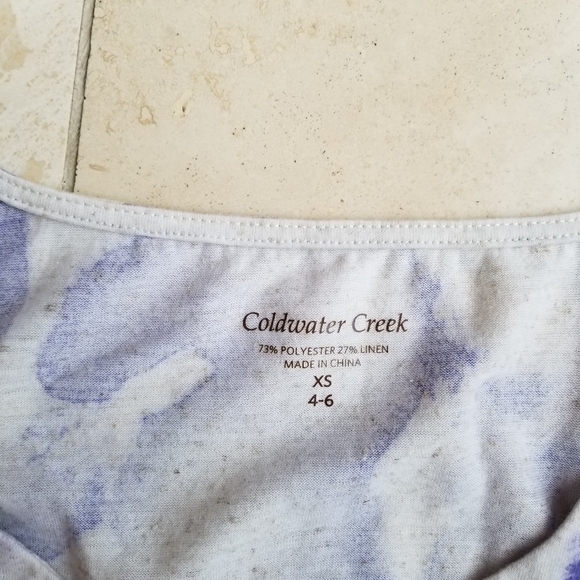 Coldwater Creek
73% POLYESTER 27% LINEN
MADE IN CHINA
XS
4-6